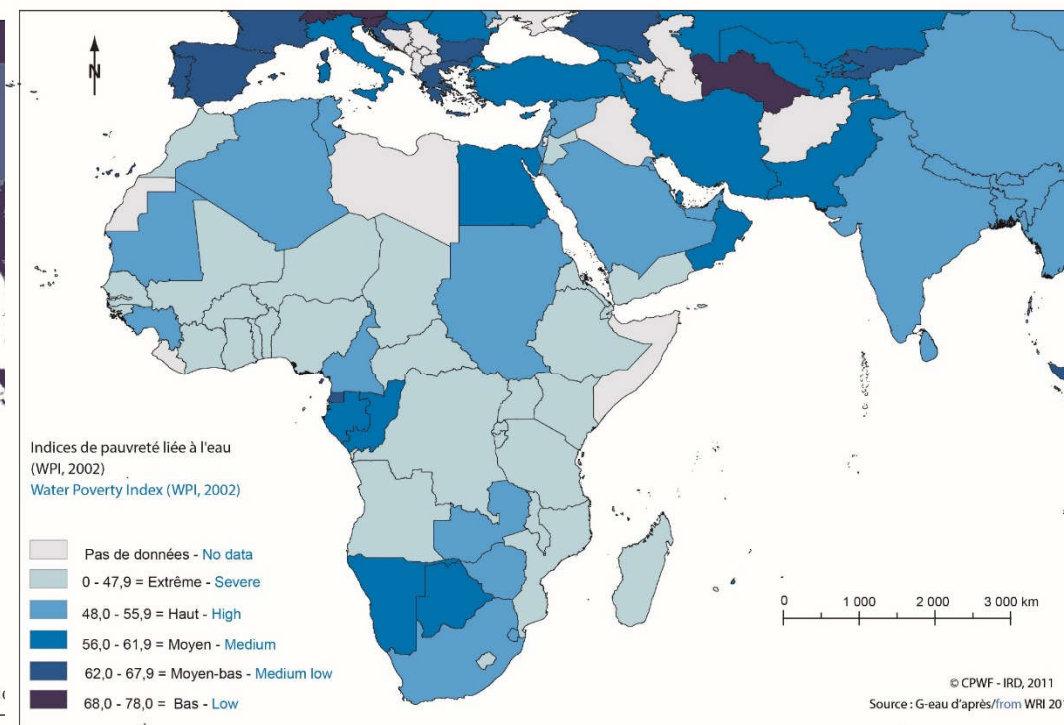 N
Indices de pauvreté liée à l'eau
(WPI, 2002)
Water Poverty Index (WPI, 2002)
Pas de données - No data
0 - 47,9 = Extrême - Severe
48,0 - 55,9 = Haut - High
56,0 - 61,9 = Moyen - Medium
62,0 - 67,9 = Moyen-bas - Medium low
68,0 - 78,0 = Bas - Low
0 1 000 2 000 3 000 km
© CPWF - IRD, 2011
Source : G-eau d'après/from WRI